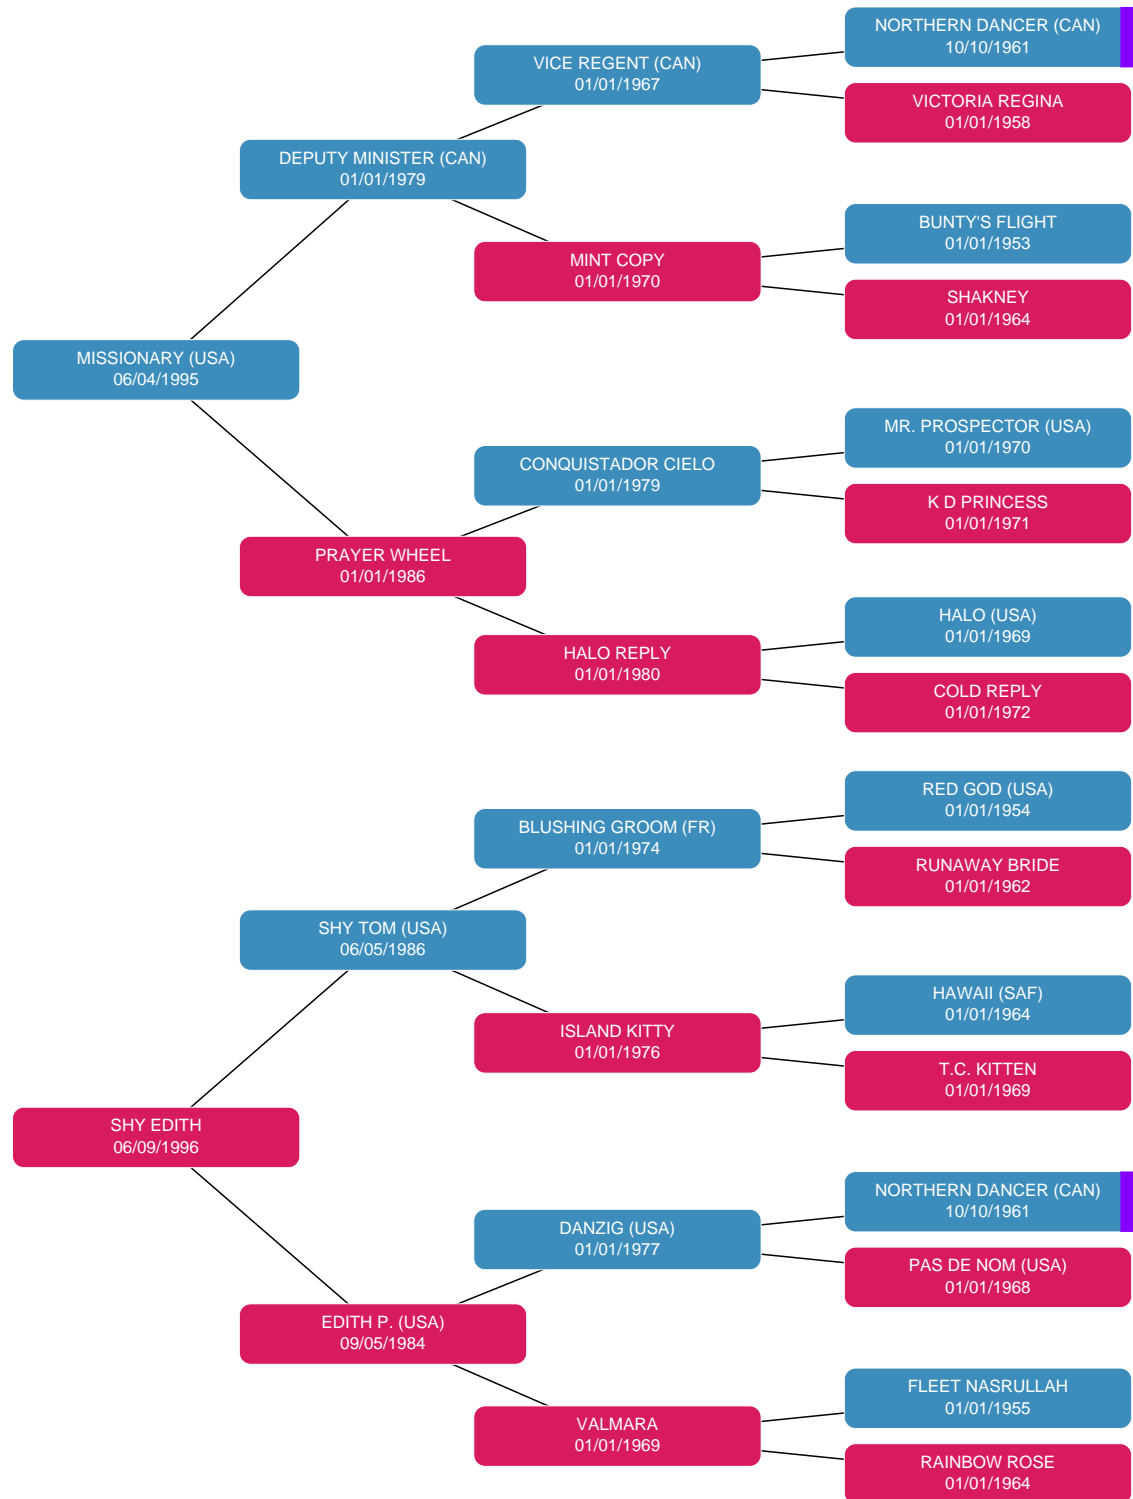 NORTHERN DANCER (CAN)
10/10/1961
VICE REGENT (CAN)
01/01/1967
VICTORIA REGINA
01/01/1958
DEPUTY MINISTER (CAN)
01/01/1979
BUNTY'S FLIGHT
01/01/1953
MINT COPY
01/01/1970
SHAKNEY
01/01/1964
MISSIONARY (USA)
06/04/1995
MR. PROSPECTOR (USA)
01/01/1970
CONQUISTADOR CIELO
01/01/1979
K D PRINCESS
01/01/1971
PRAYER WHEEL
01/01/1986
HALO (USA)
01/01/1969
HALO REPLY
01/01/1980
COLD REPLY
01/01/1972
RED GOD (USA)
01/01/1954
BLUSHING GROOM (FR)
01/01/1974
RUNAWAY BRIDE
01/01/1962
SHY TOM (USA)
06/05/1986
HAWAII (SAF)
01/01/1964
ISLAND KITTY
01/01/1976
T.C. KITTEN
01/01/1969
SHY EDITH
06/09/1996
NORTHERN DANCER (CAN)
10/10/1961
DANZIG (USA)
01/01/1977
PAS DE NOM (USA)
01/01/1968
EDITH P. (USA)
09/05/1984
FLEET NASRULLAH
01/01/1955
VALMARA
01/01/1969
RAINBOW ROSE
01/01/1964